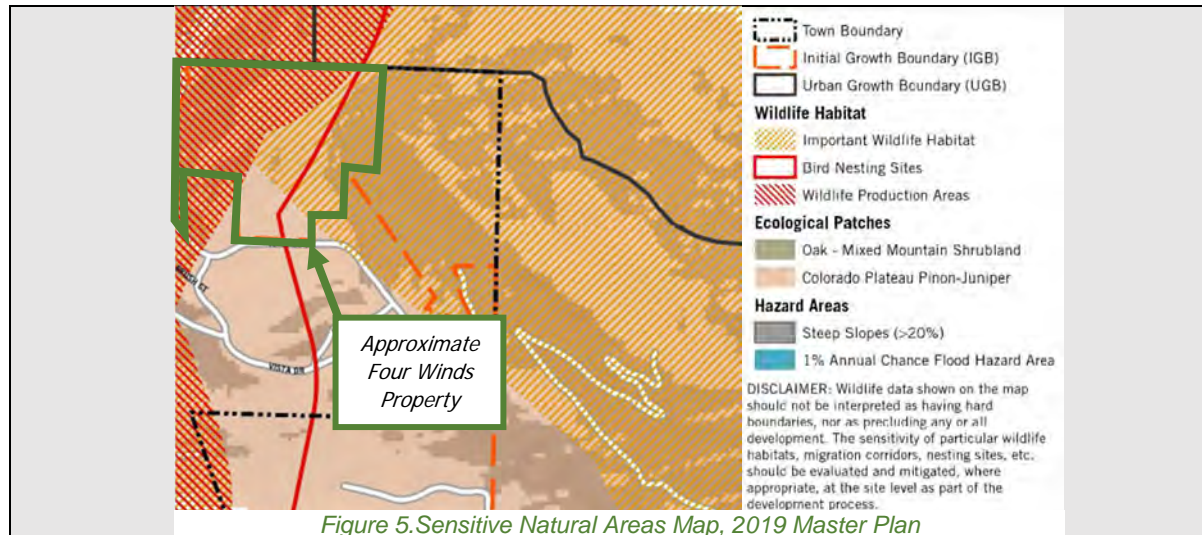 Town Boundary
Initial Growth Boundary (IGB)
Urban Growth Boundary (UGB)
Wildlife Habitat
Important Wildlife Habitat
Bird Nesting Sites
Wildlife Production Areas
Ecological Patches
Oak - Mixed Mountain Shrubland
Colorado Plateau Pinon-Juniper
Hazard Areas
Steep Slopes (>20%)
1% Annual Chance Flood Hazard Area
DISCLAIMER: Wildlife data shown on the map
should not be interpreted as having hard
boundaries, nor as precluding any or all
development. The sensitivity of particular wildlife
habitats, migration corridors, nesting sites, etc.
should be evaluated and mitigated, where
appropriate, at the site level as part of the
development process.
VISTA DR
Approximate
Four Winds
Property
Figure 5.Sensitive Natural Areas Map, 2019 Master Plan